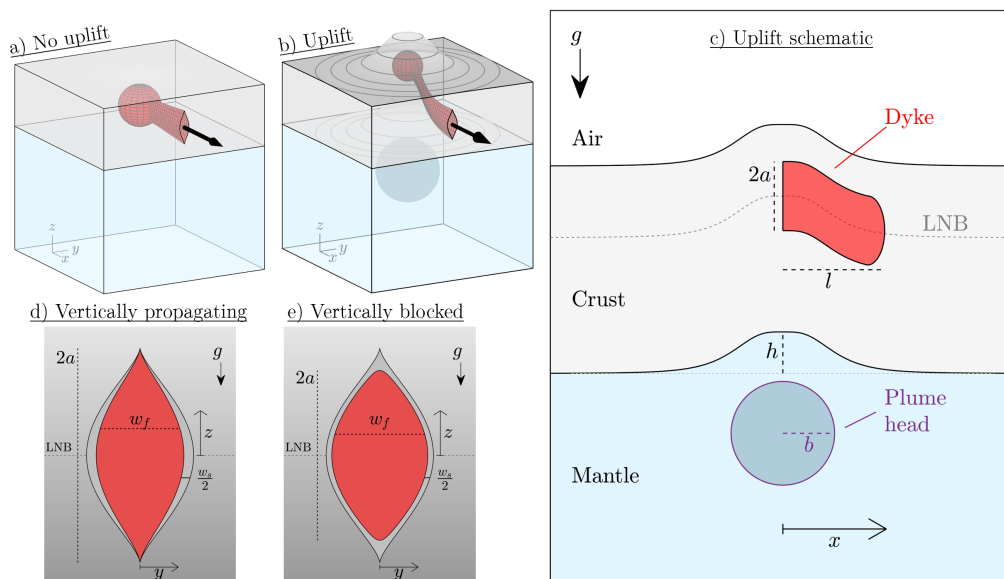 a) No uplift
z
y
x
b) Uplift
z
y
x
c) Uplift schematic
g
Air
Dyke
2a
LNB
l
Crust
h
Plume
head
b
Mantle
x
d) Vertically propagating
2a
g
w_f
z
LNB
w_s
2
y
e) Vertically blocked
2a
g
w_f
z
LNB
w_s
2
y